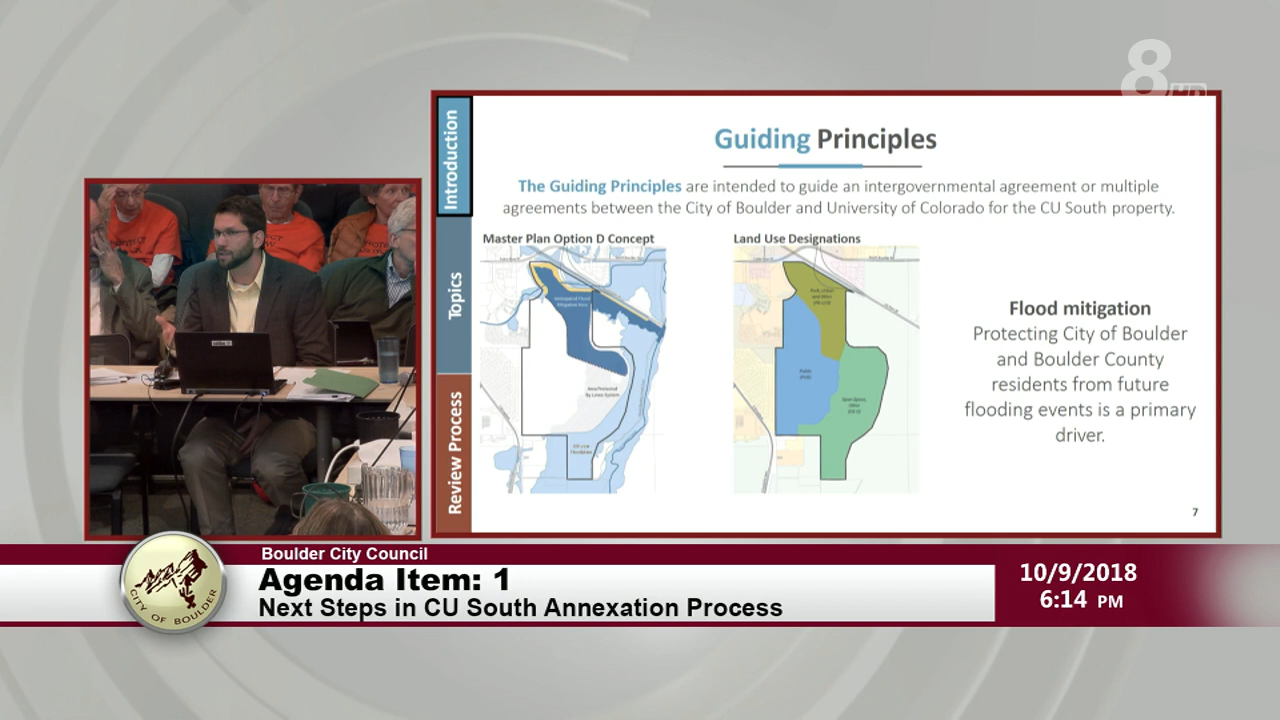 8
HD
Introduction
Topics
Review Process
Guiding Principles
The Guiding Principles are intended to guide an intergovernmental agreement or multiple
agreements between the City of Boulder and University of Colorado for the CU South property.
Master Plan Option D Concept
Land Use Designations
Flood mitigation
Protecting City of Boulder
and Boulder County
residents from future
flooding events is a primary
driver.
7
Boulder City Council
Agenda Item: 1
Next Steps in CU South Annexation Process
10/9/2018
6:14 PM
CITY OF BOULDER